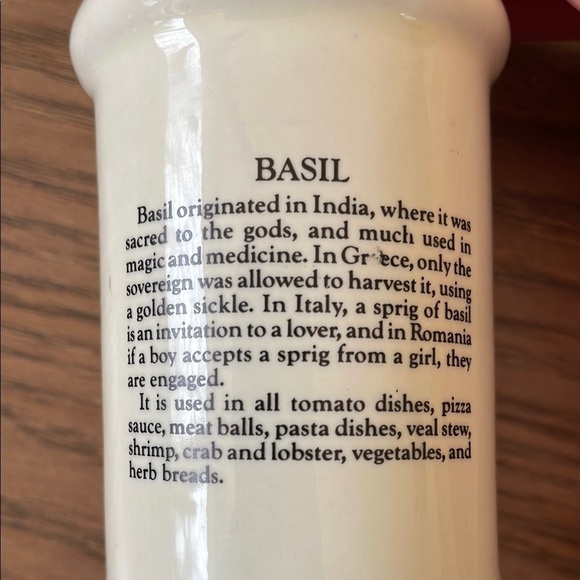 BASIL
Basil originated in India, where it was
sacred to the gods, and much used in
magic and medicine. In Greece, only the
sovereign was allowed to harvest it, using
a golden sickle. In Italy, a sprig of basil
is an invitation to a lover, and in Romania
if a boy accepts a sprig from a girl, they
are engaged.
It is used in all tomato dishes, pizza
sauce, meat balls, pasta dishes, veal stew,
shrimp, crab and lobster, vegetables, and
herb breads.